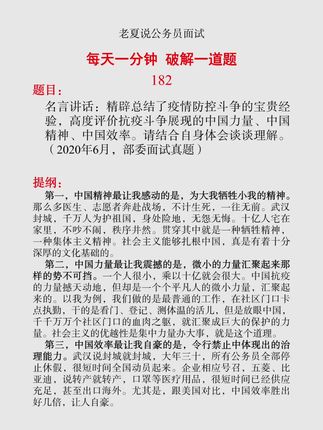 老夏说公务员面试
每天一分钟 破解一道题
182
题目：
名言讲话：精辟总结了疫情防控斗争的宝贵经
验，高度评价抗疫斗争展现的中国力量、中国
精神、中国效率。请结合自身体会谈谈理解。
（2020年6月，部委面试真题）
提纲：
第一，中国精神最让我感动的是，为大我牺牲小我的精神。
那么多医生、志愿者奔赴战场，不计生死，一往无前。武汉
封城，千万人为护祖国，身处险地，无怨无悔。十亿人宅在
家里，不吵不闹，秩序井然。贯穿其中就是一种牺牲精神，
一种集体主义精神。社会主义能够扎根中国，真是有着十分
深厚的文化基础的。
第二，中国力量最让我震撼的是，微小的力量汇聚起来那
样的势不可挡。一个人很小，乘以十亿就会很大。中国抗疫
的力量撼天动地，但却是一个个平凡人的微小力量，汇聚起
来的。以我为例，我们做的是最普通的工作，在社区门口卡
点执勤，干的是看门、登记、测体温的活儿，但是放眼中国，
千千万万个社区门口的血肉之躯，就汇聚成巨大的保护的力
量。社会主义的优越性是集中力量办大事，就是这个道理。
第三，中国效率最让我自豪的是，令行禁止中体现出的治
理能力。武汉说封城就封城，大年三十，所有公务员全部停
止休假，很短时间全国动员起来。企业相应号召，五菱、比
亚迪，说转产就转产，口罩等医疗用品，很短时间已经供应
充足，甚至出口海外。尤其是，跟美国对比，中国效率胜出
好几倍，让人自豪。